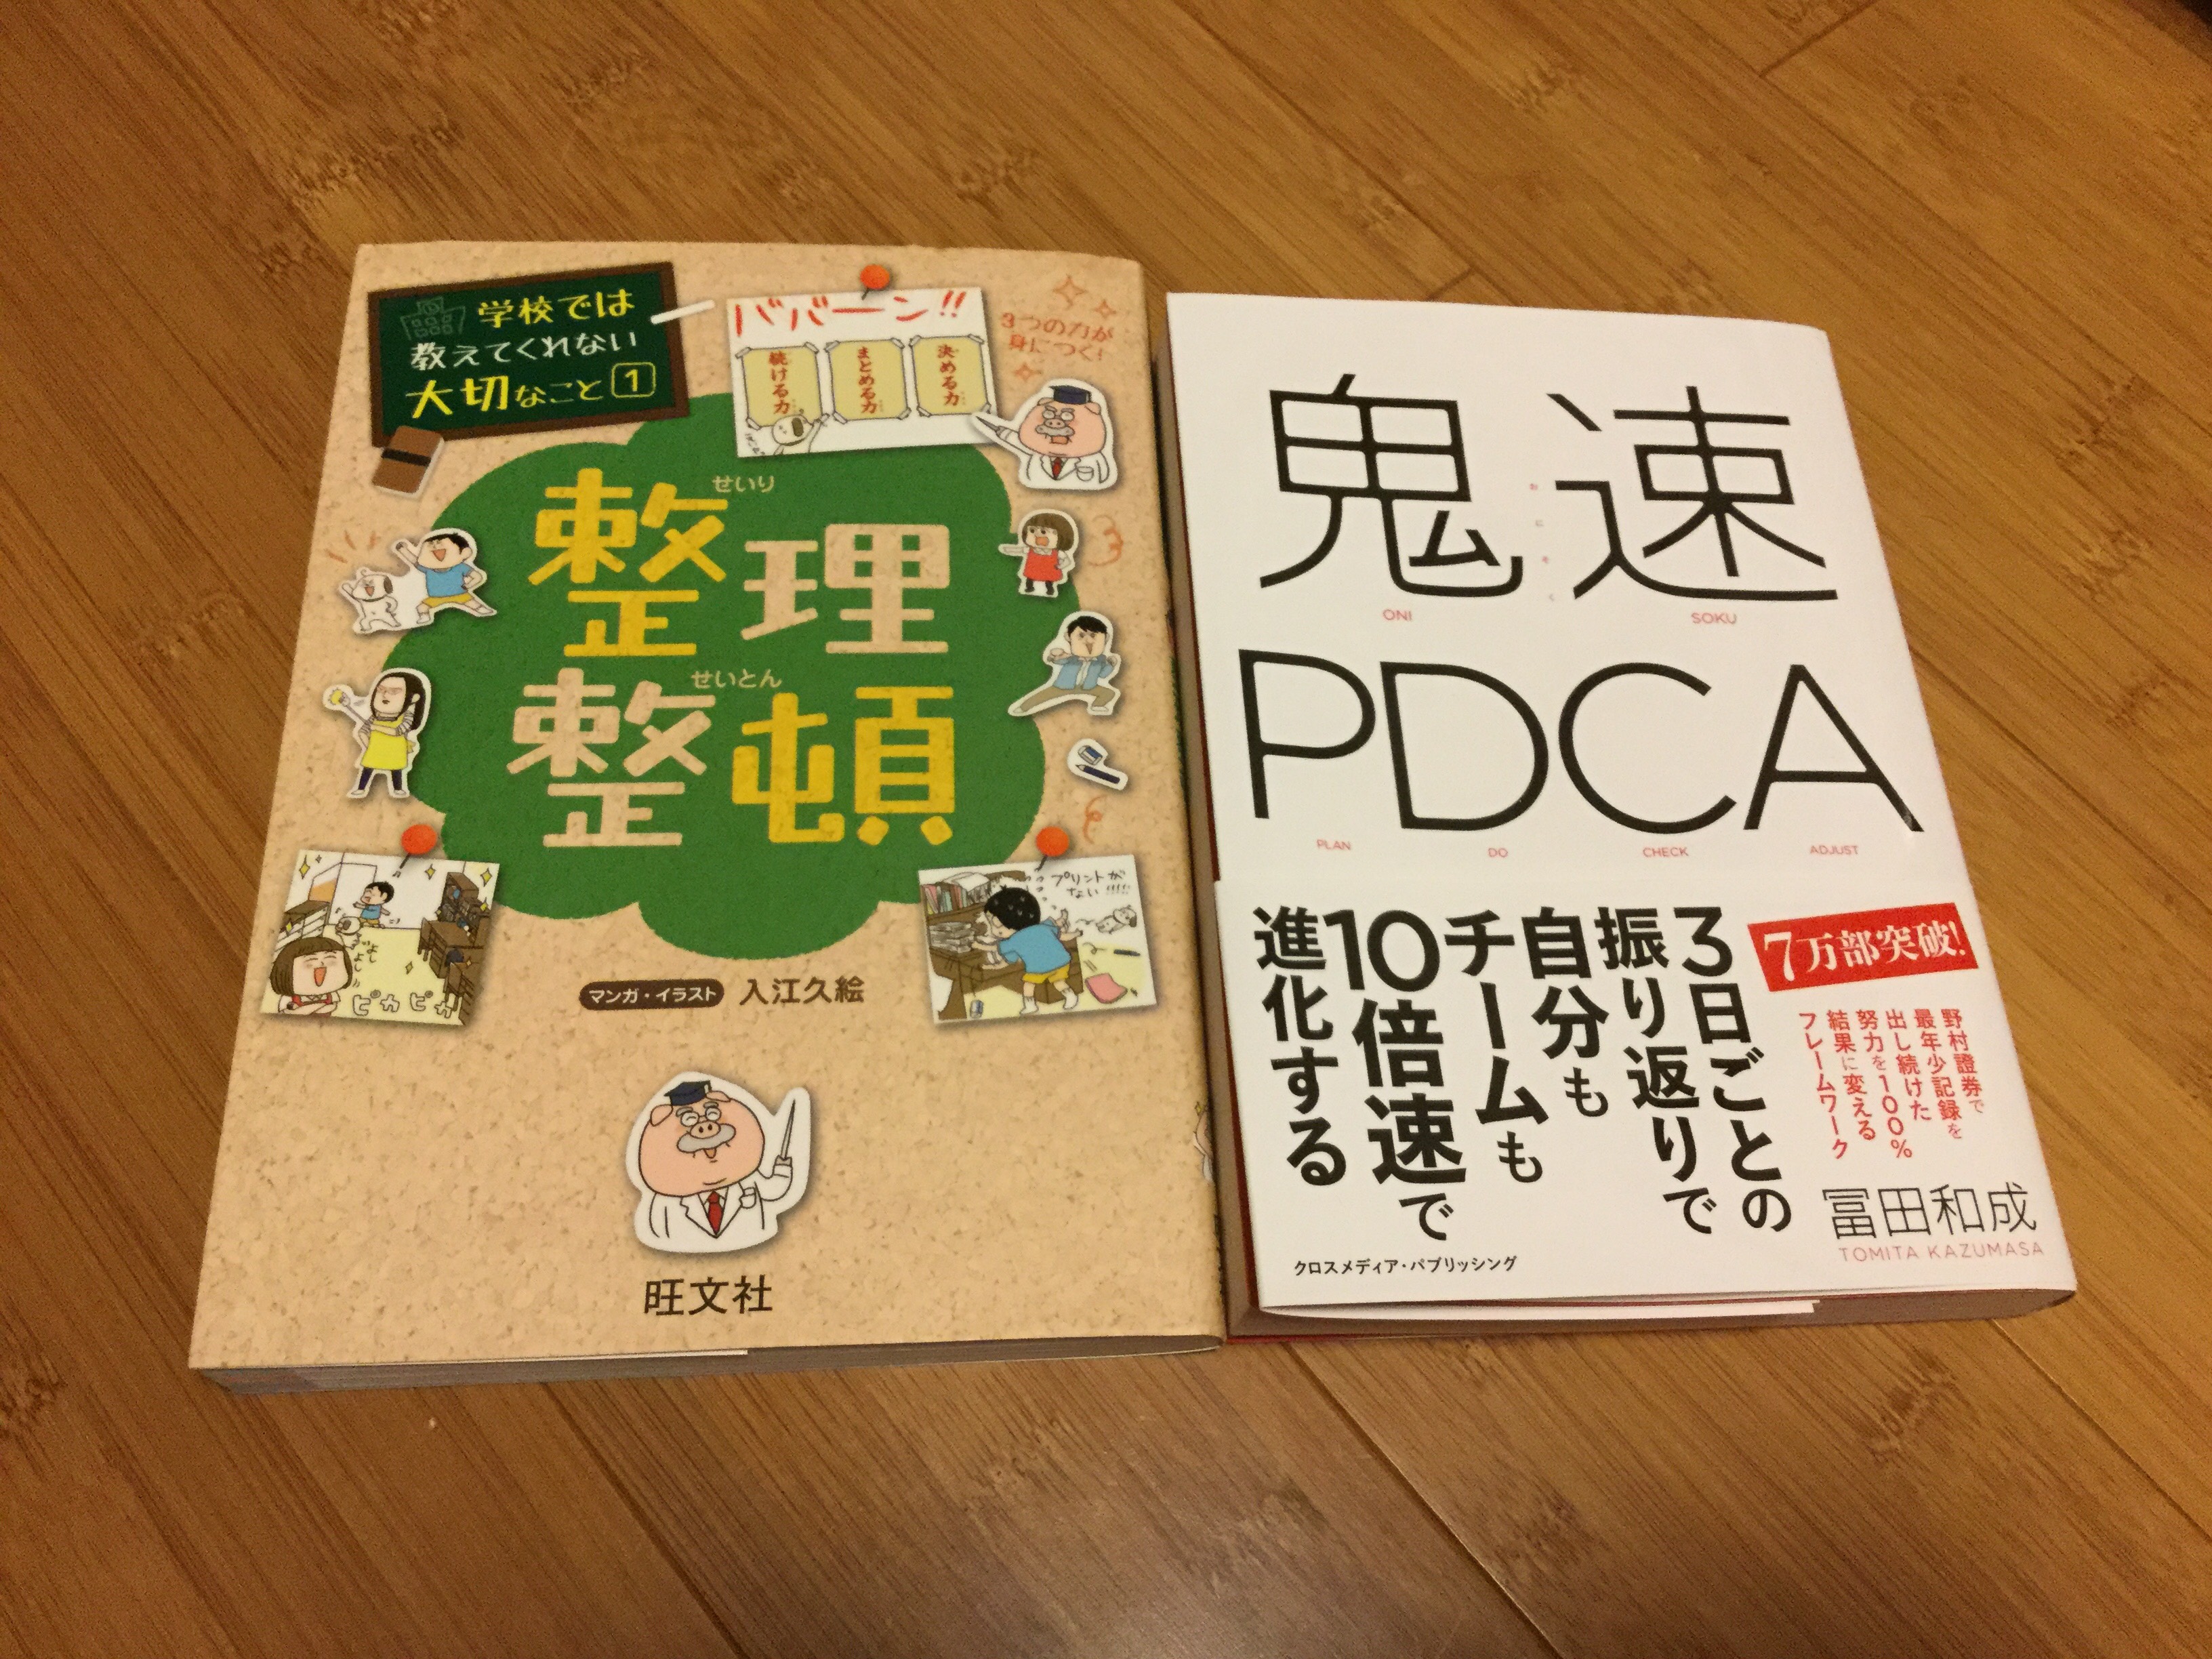 学校では
教えてくれない
大切なこと 1
ババーン!!
決める力
まとめる力
続ける力
3つの力が
身につく!
せいり
整理
せいとん
整頓
よし
よし
ピカピカ
プリントが
ない!!!!
マンガ・イラスト 入江久絵
旺文社
鬼速
おにそく
ONI SOKU
PDCA
PLAN DO CHECK ADJUST
7万部突破!
野村證券で
最年少記録を
出し続けた
努力を100%
結果に変える
フレームワーク
3日ごとの
振り返りで
自分も
チームも
10倍速で
進化する
冨田和成
TOMITA KAZUMASA
クロスメディア・パブリッシング